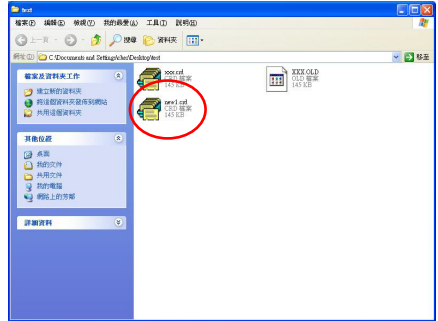 test
檔案(F) 編輯(E) 檢視(V) 我的最愛(A) 工具(T) 說明(H)
上一頁 搜尋 資料夾
網址(D) C:\Documents and Settings\chst\Desktop\test 移至
檔案及資料夾工作
建立新的資料夾
將這個資料夾發佈到網站
共用這個資料夾
其他位置
桌面
我的文件
共用文件
我的電腦
網路上的芳鄰
詳細資料
xxx.crd
CRD 檔案
145 KB
XXX.OLD
OLD 檔案
145 KB
new1.crd
CRD 檔案
145 KB